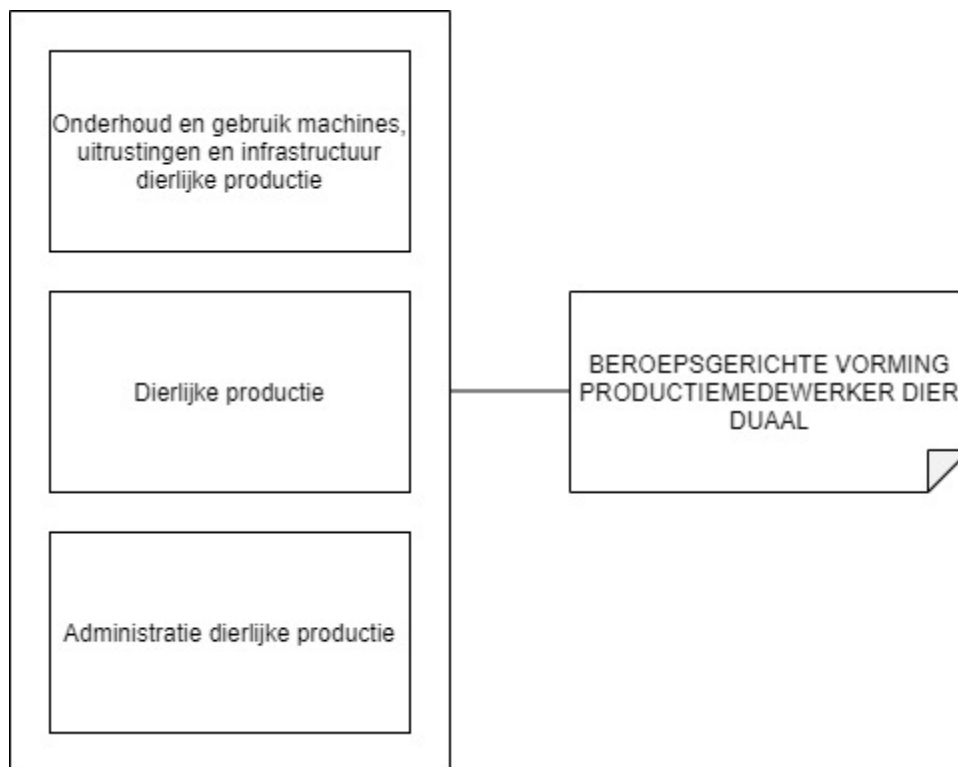 Onderhoud en gebruik machines,
uitrustingen en infrastructuur
dierlijke productie
Dierlijke productie
Administratie dierlijke productie
BEROEPSGERICHTE VORMING
PRODUCTIEMEDEWERKER DIER
DUAAL